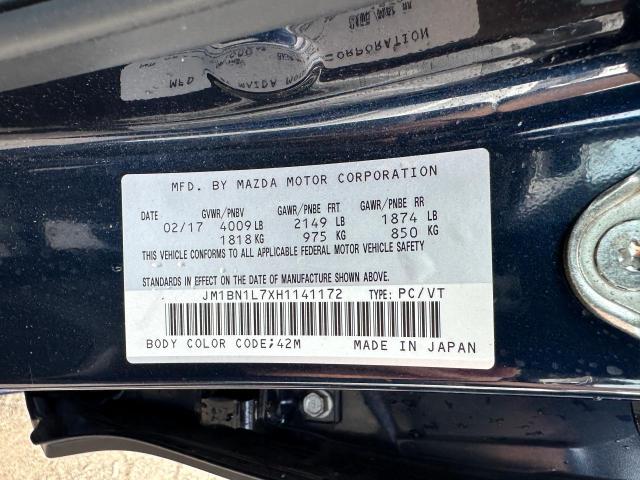 MFD. BY MAZDA MOTOR CORPORATION
DATE GVWR/PNBV GAWR/PNBE FRT GAWR/PNBE RR
02/17 4009 LB 2149 LB 1874 LB
1818 KG 975 KG 850 KG
THIS VEHICLE CONFORMS TO ALL APPLICABLE FEDERAL MOTOR VEHICLE SAFETY
STANDARDS IN EFFECT ON THE DATE OF MANUFACTURE SHOWN ABOVE.
JM1BN1L7XH1141172 TYPE: PC/VT
BODY COLOR CODE;42M MADE IN JAPAN